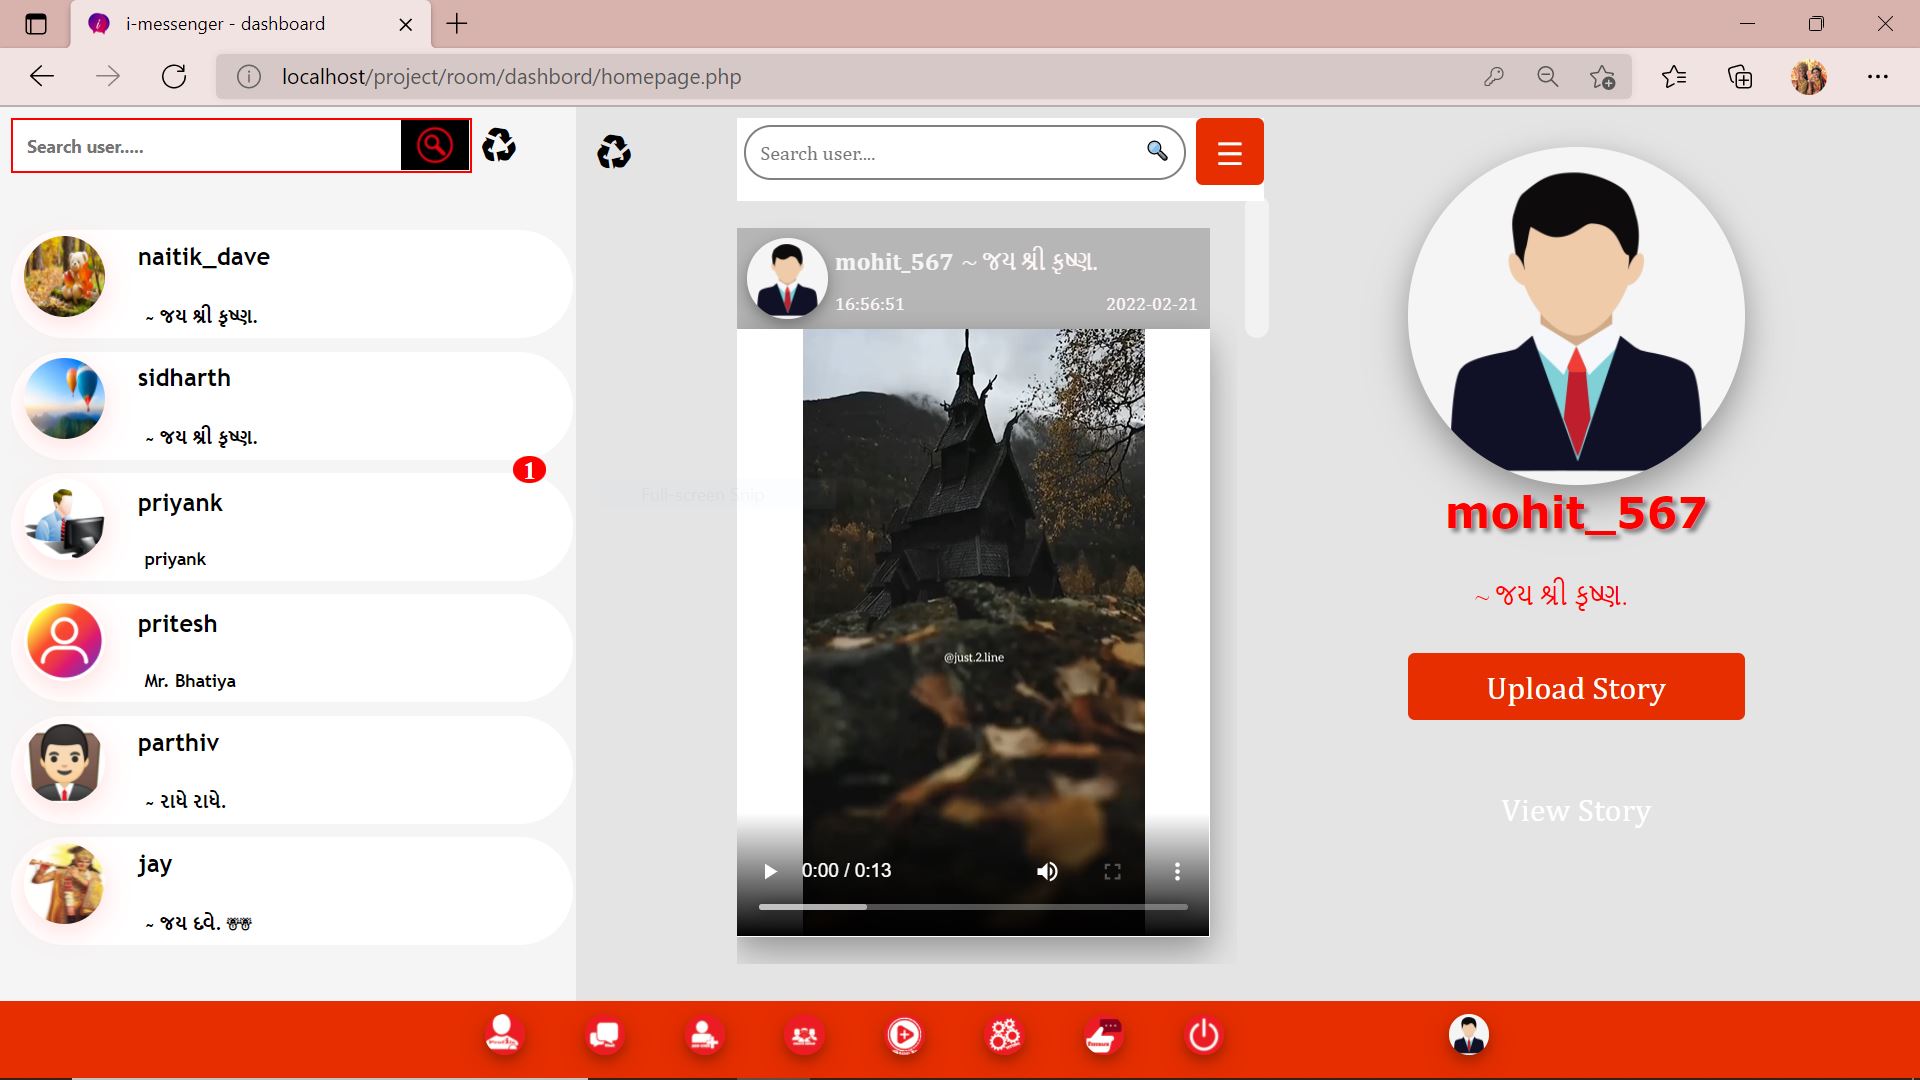 i-messenger - dashboard
localhost/project/room/dashbord/homepage.php
Search user.....
naitik_dave
~ જય શ્રી કૃષ્ણ.
sidharth
~ જય શ્રી કૃષ્ણ.
1
priyank
priyank
pritesh
Mr. Bhatiya
parthiv
~ રાધે રાધે.
jay
~ જય દવે. ➿➿
Search user....
mohit_567 ~ જય શ્રી કૃષ્ણ.
16:56:51 2022-02-21
Full-screen Snip
@just.2.line
0:00 / 0:13
mohit_567
~ જય શ્રી કૃષ્ણ.
Upload Story
View Story